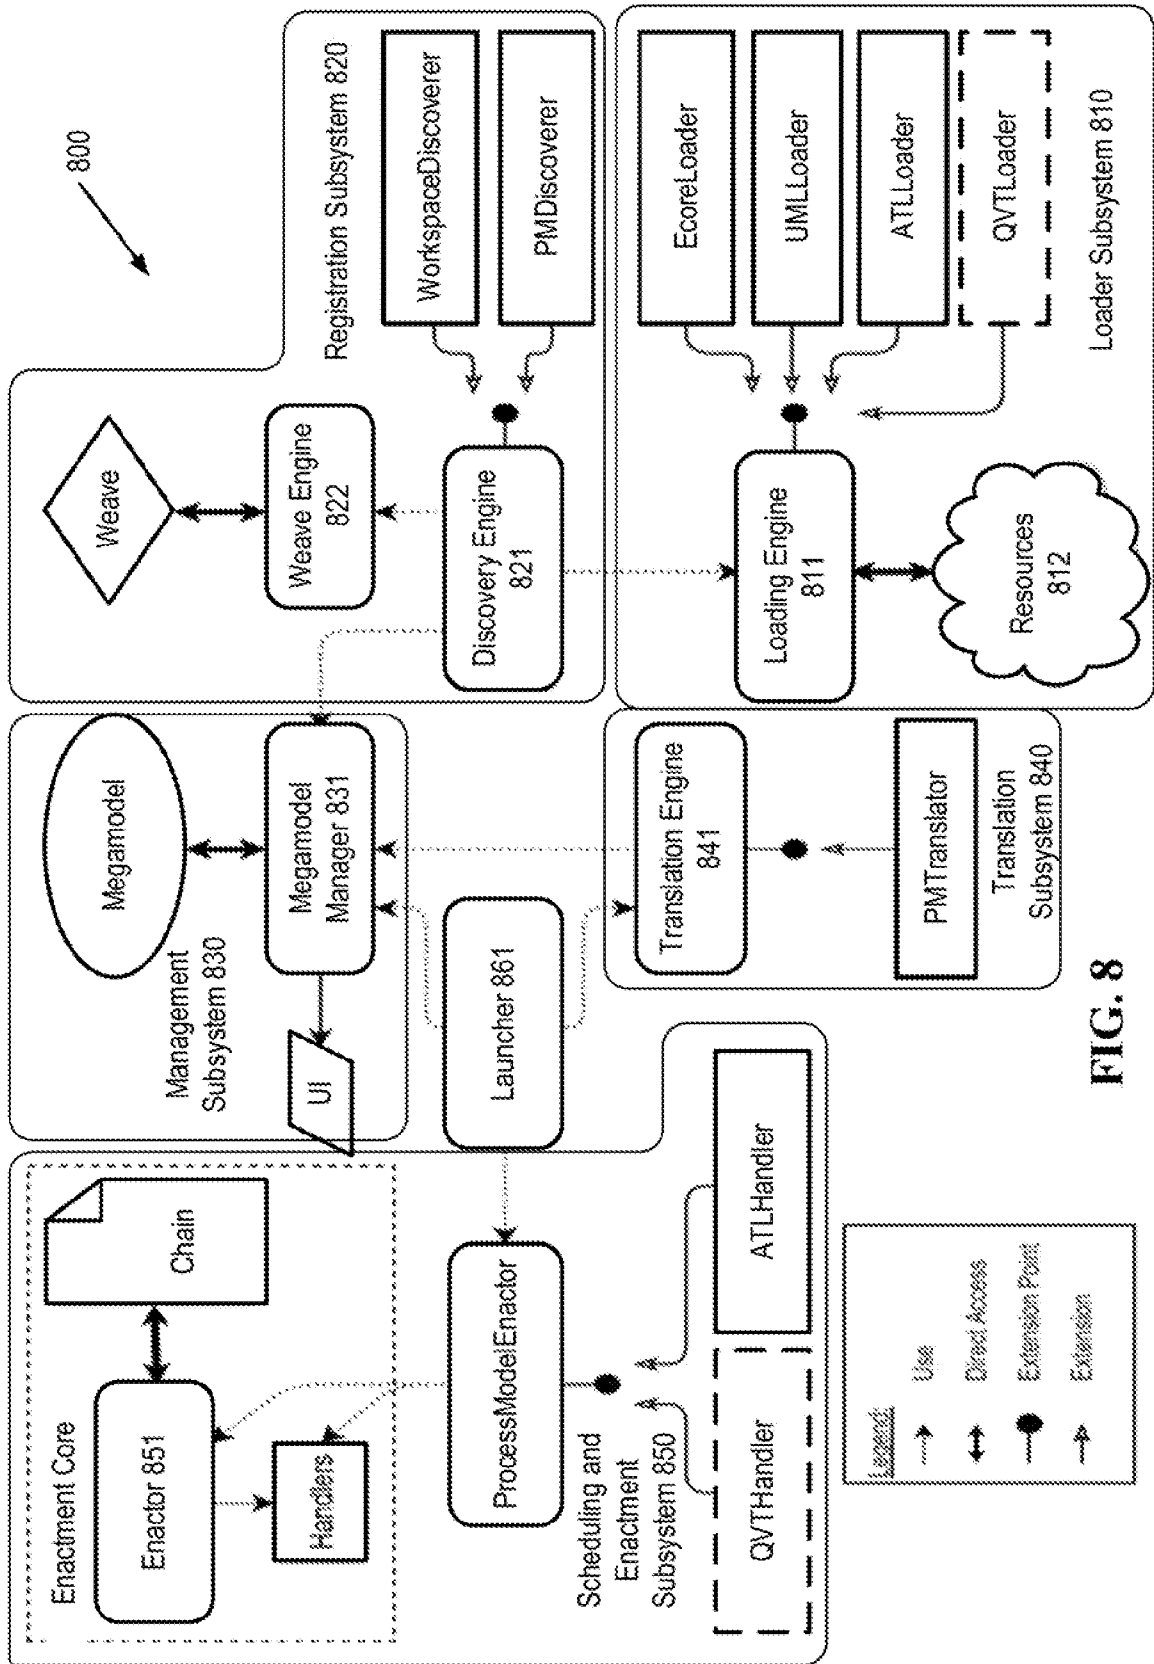 800
Enactment Core
Chain
Enactor 851
Handlers
ProcessModelEnactor
Scheduling and
Enactment
Subsystem 850
QVTHandler
ATLHandler
Management
Subsystem 830
Megamodel
Megamodel
Manager 831
UI
Launcher 861
Translation Engine
841
PMTranslator
Translation
Subsystem 840
Registration Subsystem 820
Weave
Weave Engine
822
Discovery Engine
821
WorkspaceDiscoverer
PMDiscoverer
Loading Engine
811
Resources
812
EcoreLoader
UMLLoader
ATLLoader
QVTLoader
Loader Subsystem 810
Legend:
Use
Direct Access
Extension Point
Extension
FIG. 8